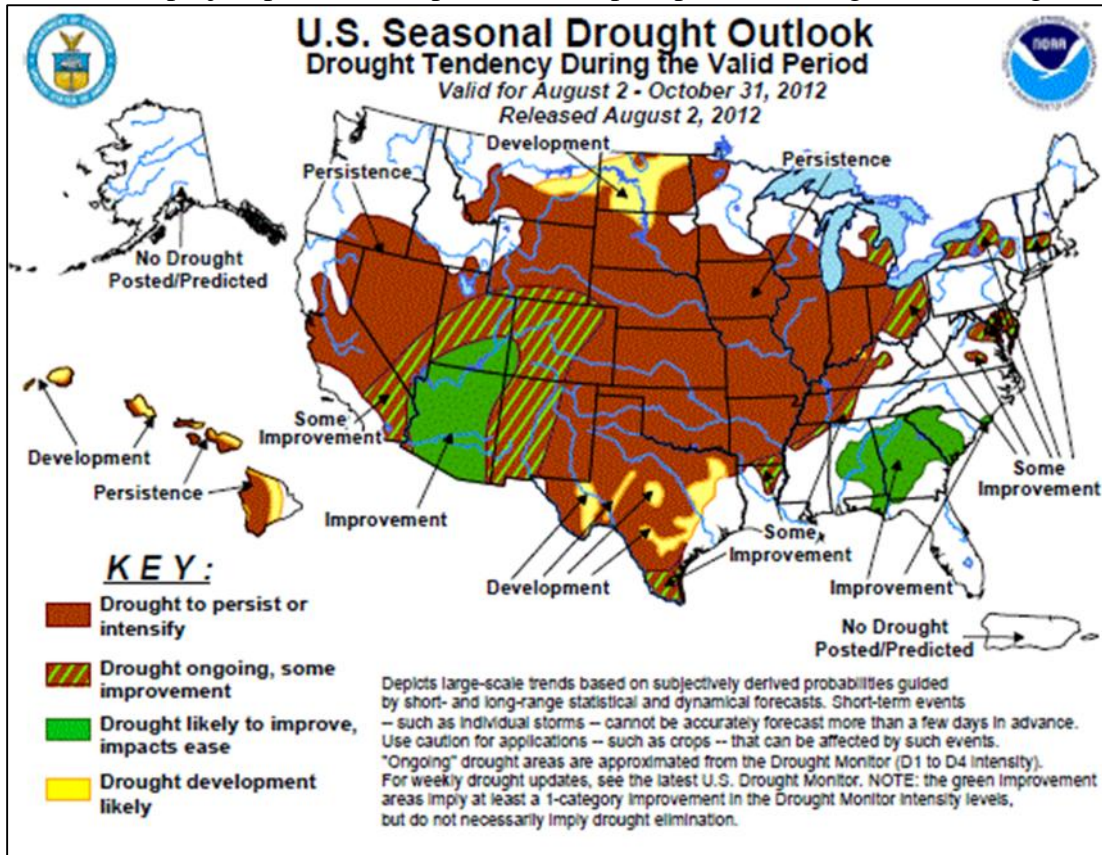 U.S. Seasonal Drought Outlook
Drought Tendency During the Valid Period
Valid for August 2 - October 31, 2012
Released August 2, 2012
NOAA
Development
Persistence
Persistence
No Drought
Posted/Predicted
Development
Persistence
Some
Improvement
Improvement
Development
Some
Improvement
Improvement
Some
Improvement
No Drought
Posted/Predicted
KEY:
Drought to persist or
intensify
Drought ongoing, some
improvement
Drought likely to improve,
impacts ease
Drought development
likely
Depicts large-scale trends based on subjectively derived probabilities guided
by short- and long-range statistical and dynamical forecasts. Short-term events
-- such as individual storms -- cannot be accurately forecast more than a few days in advance.
Use caution for applications -- such as crops -- that can be affected by such events.
"Ongoing" drought areas are approximated from the Drought Monitor (D1 to D4 intensity).
For weekly drought updates, see the latest U.S. Drought Monitor. NOTE: the green improvement
areas imply at least a 1-category improvement in the Drought Monitor intensity levels,
but do not necessarily imply drought elimination.